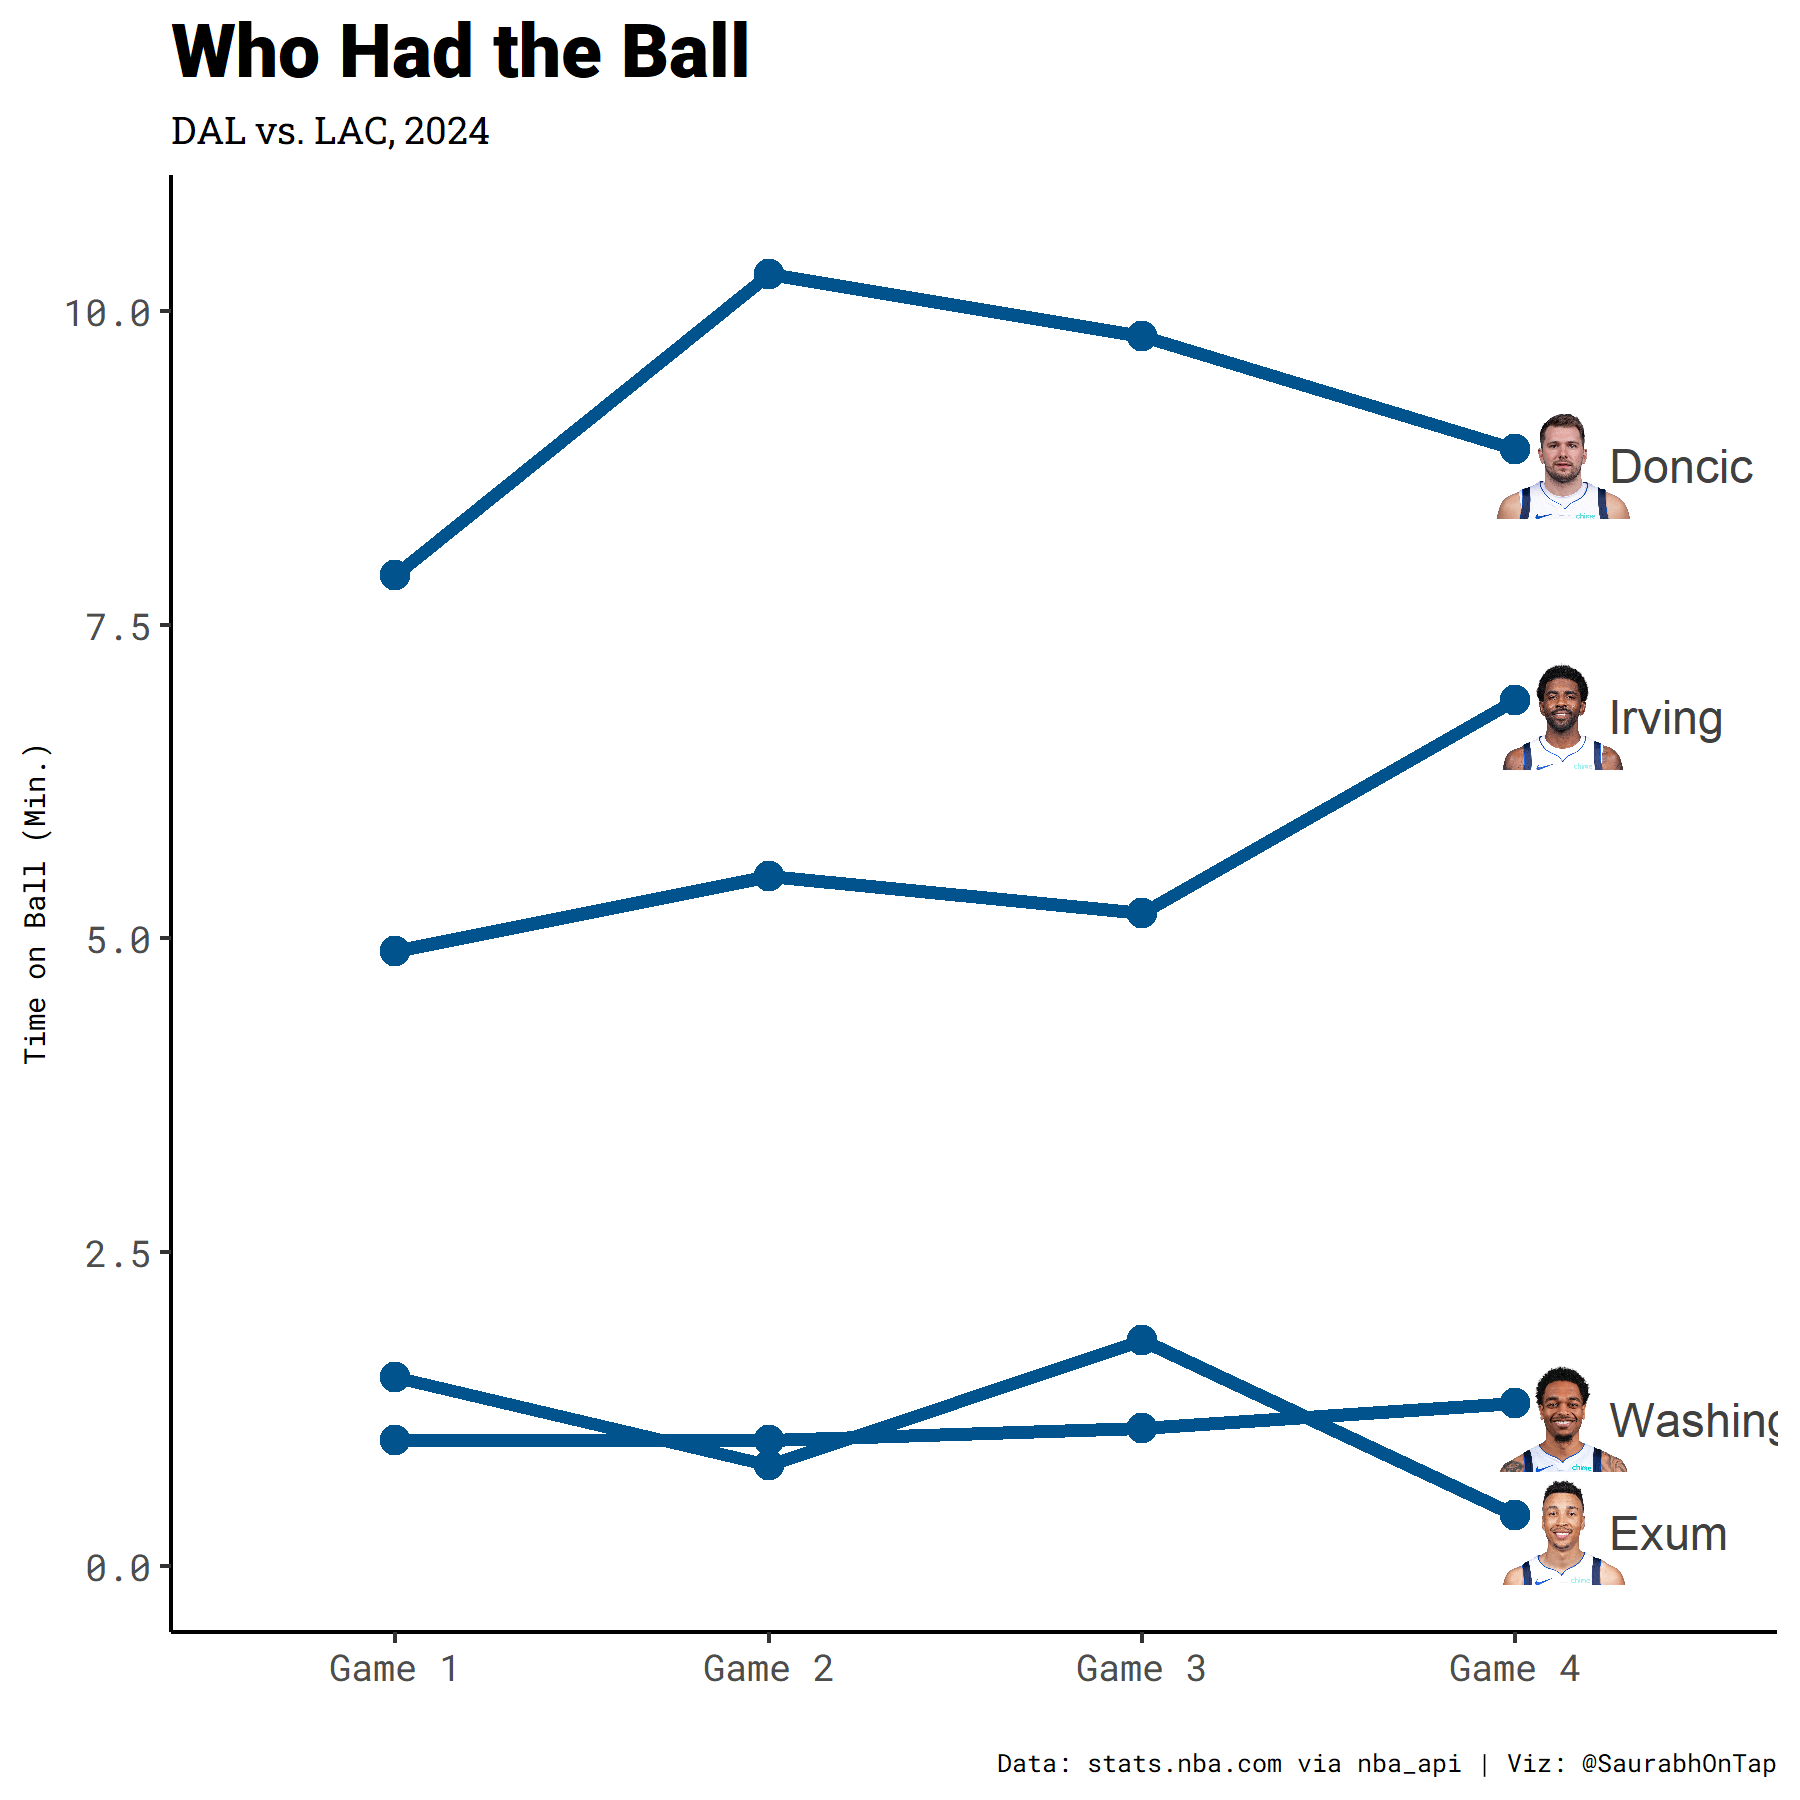 Who Had the Ball
DAL vs. LAC, 2024
Time on Ball (Min.)
10.0
7.5
5.0
2.5
0.0
Doncic
Irving
Washing
Exum
Game 1 Game 2 Game 3 Game 4
Data: stats.nba.com via nba_api | Viz: @SaurabhOnTap